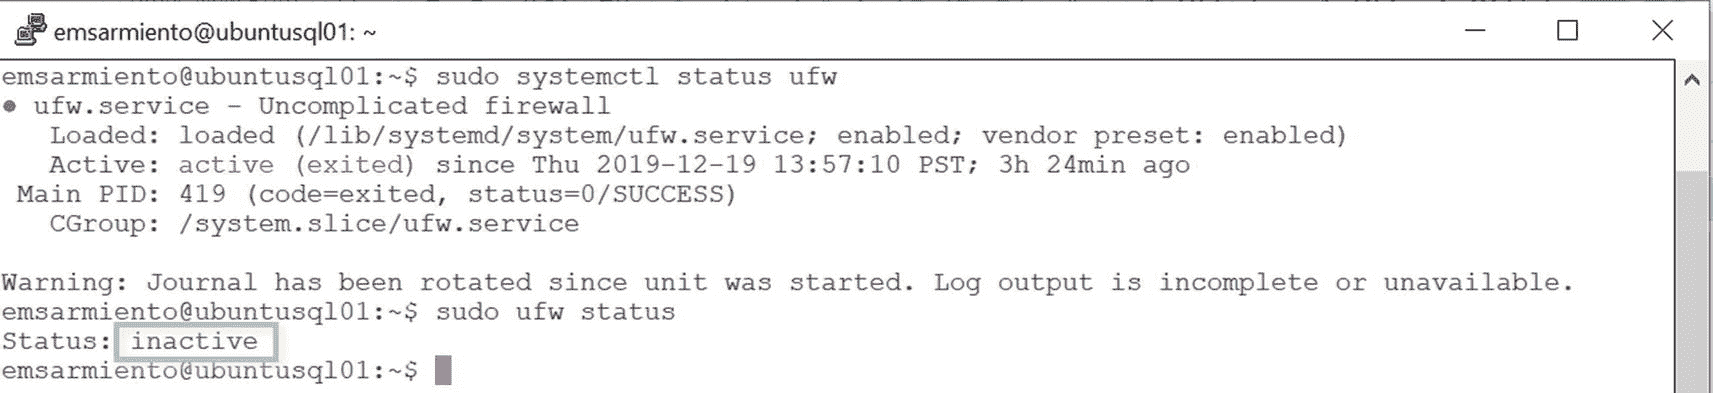 emsarmiento@ubuntusql01: ~
emsarmiento@ubuntusql01:~$ sudo systemctl status ufw
● ufw.service - Uncomplicated firewall
   Loaded: loaded (/lib/systemd/system/ufw.service; enabled; vendor preset: enabled)
   Active: active (exited) since Thu 2019-12-19 13:57:10 PST; 3h 24min ago
 Main PID: 419 (code=exited, status=0/SUCCESS)
   CGroup: /system.slice/ufw.service
Warning: Journal has been rotated since unit was started. Log output is incomplete or unavailable.
emsarmiento@ubuntusql01:~$ sudo ufw status
Status: inactive
emsarmiento@ubuntusql01:~$